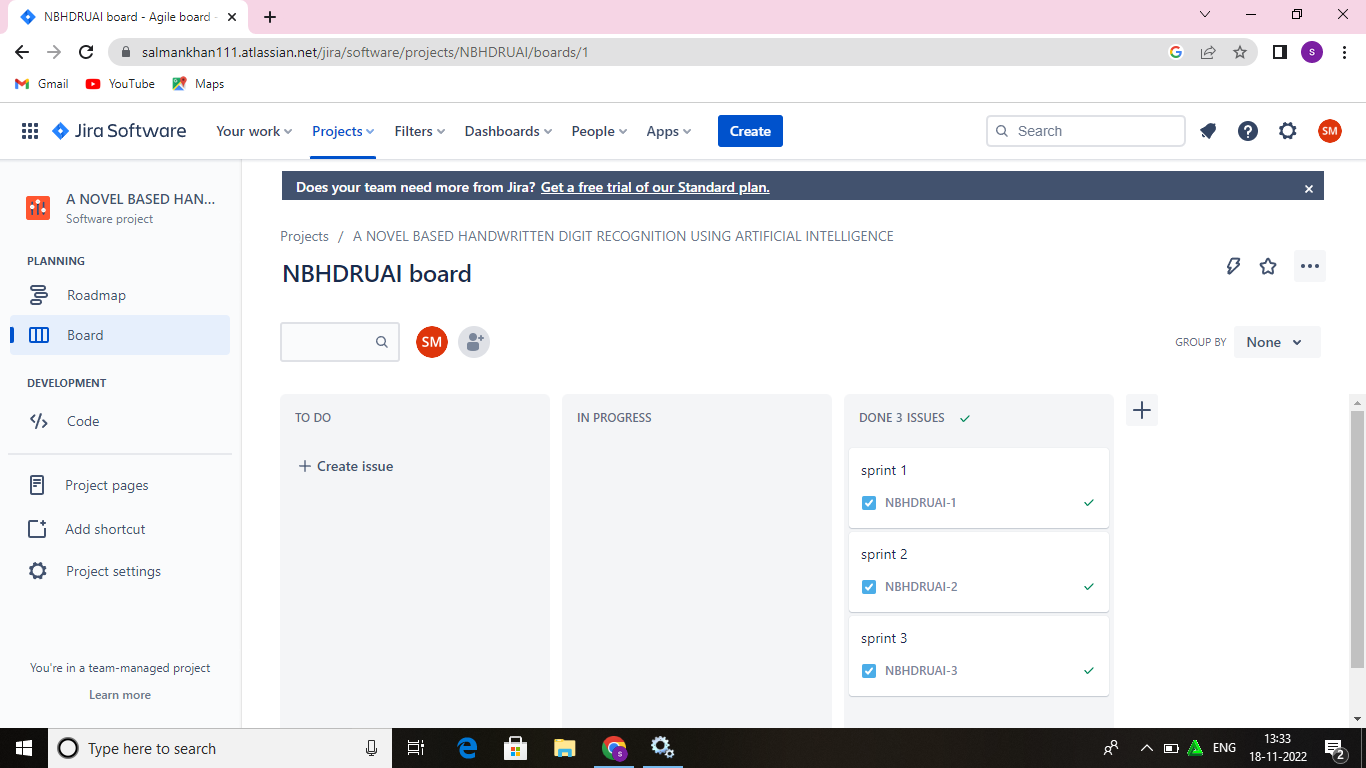 NBHDRUAI board - Agile board -
salmankhan111.atlassian.net/jira/software/projects/NBHDRUAI/boards/1
S
Gmail YouTube Maps
Jira Software Your work Projects Filters Dashboards People Apps Create Search SM
Does your team need more from Jira? Get a free trial of our Standard plan.
A NOVEL BASED HAN...
Software project
PLANNING
Roadmap
Board
DEVELOPMENT
Code
Project pages
Add shortcut
Project settings
You're in a team-managed project
Learn more
Projects / A NOVEL BASED HANDWRITTEN DIGIT RECOGNITION USING ARTIFICIAL INTELLIGENCE
NBHDRUAI board
SM
GROUP BY None
TO DO
Create issue
IN PROGRESS
DONE 3 ISSUES
sprint 1
NBHDRUAI-1
sprint 2
NBHDRUAI-2
sprint 3
NBHDRUAI-3
Type here to search
S
ENG
13:33
18-11-2022
2